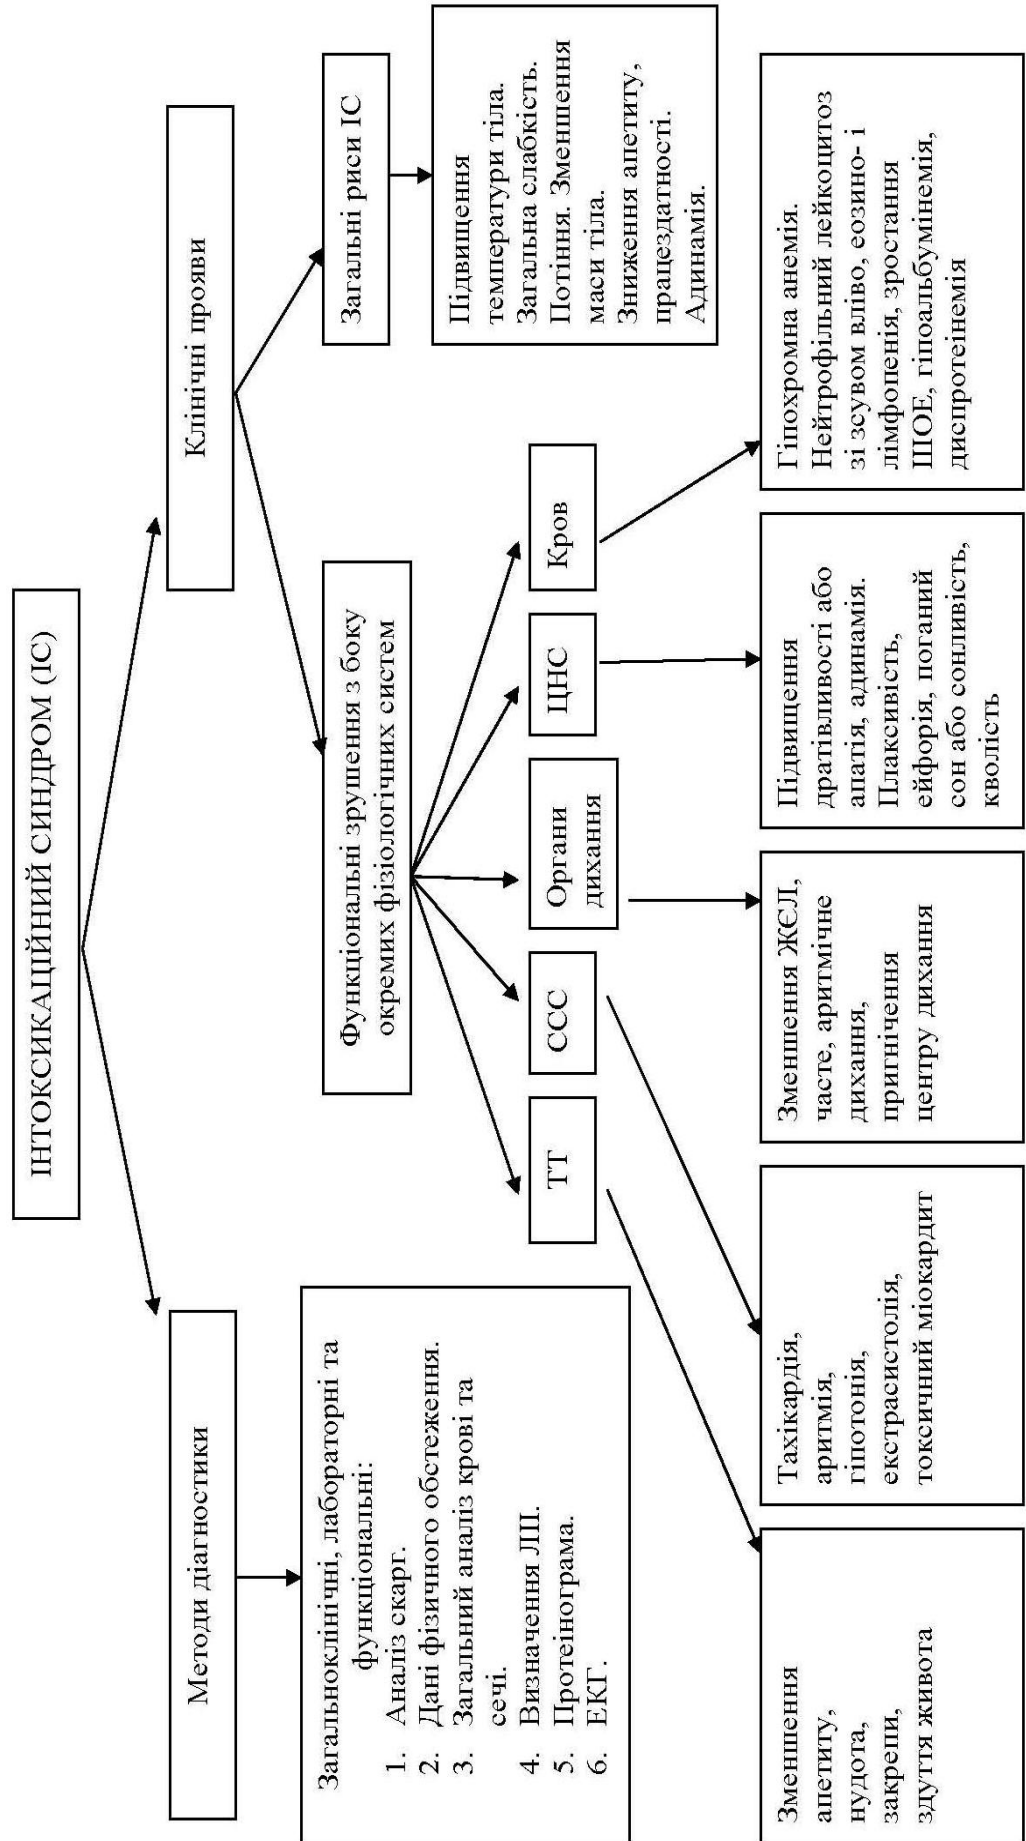 ІНТОКСИКАЦІЙНИЙ СИНДРОМ (ІС)
Методи діагностики
Клінічні прояви
Загальноклінічні, лабораторні та
функціональні:
1. Аналіз скарг.
2. Дані фізичного обстеження.
3. Загальний аналіз крові та
сечі.
4. Визначення ЛІІ.
5. Протеінограма.
6. ЕКГ.
Функціональні зрушення з боку
окремих фізіологічних систем
Загальні риси ІС
Підвищення
температури тіла.
Загальна слабкість.
Потіння. Зменшення
маси тіла.
Зниження апетиту,
працездатності.
Адинамія.
ТТ
ССС
Органи
дихання
ЦНС
Кров
Зменшення
апетиту,
нудота,
закрепи,
здуття живота
Тахікардія,
аритмія,
гіпотонія,
екстрасистолія,
токсичний міокардит
Зменшення ЖЄЛ,
часте, аритмічне
дихання,
пригнічення
центру дихання
Підвищення
дратівливості або
апатія, адинамія.
Плаксивість,
ейфорія, поганий
сон або сонливість,
кволість
Гіпохромна анемія.
Нейтрофільний лейкоцитоз
зі зсувом вліво, еозино- і
лімфопенія, зростання
ШОЕ, гіпоальбумінемія,
диспротеінемія